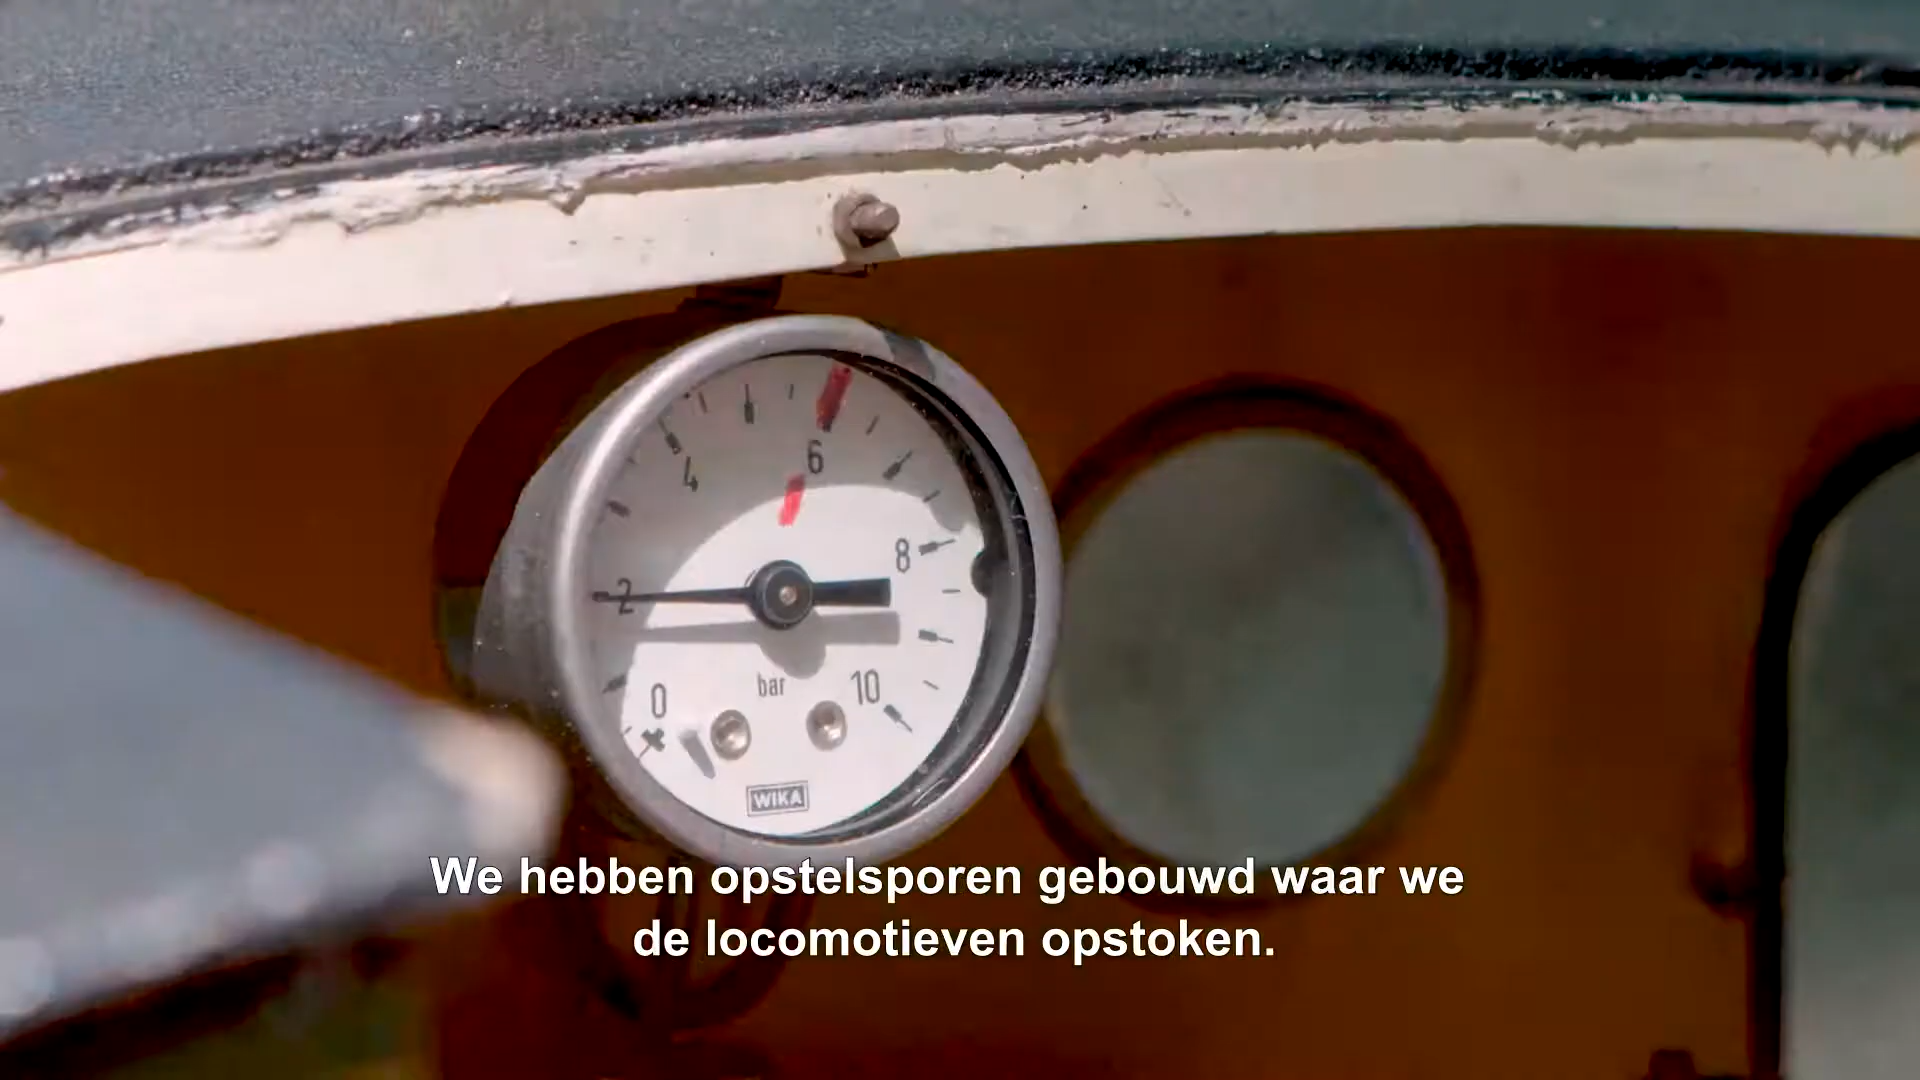 6
4
8
2
0
bar
10
WIKA
We hebben opstelsporen gebouwd waar we
de locomotieven opstoken.